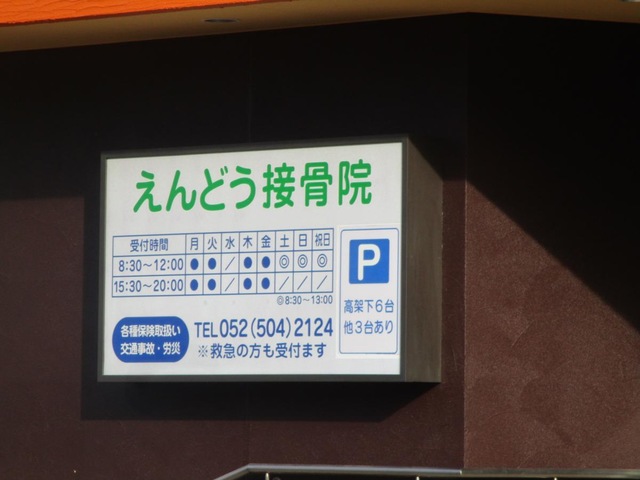 えんどう接骨院
受付時間 月 火 水 木 金 土 日 祝日
8:30〜12:00 ● ● ／ ● ● ◎ ◎ ◎
15:30〜20:00 ● ● ／ ● ● ／ ／ ／
◎8:30〜13:00
P
高架下6台
他3台あり
各種保険取扱い
交通事故・労災
TEL052(504)2124
※救急の方も受付ます